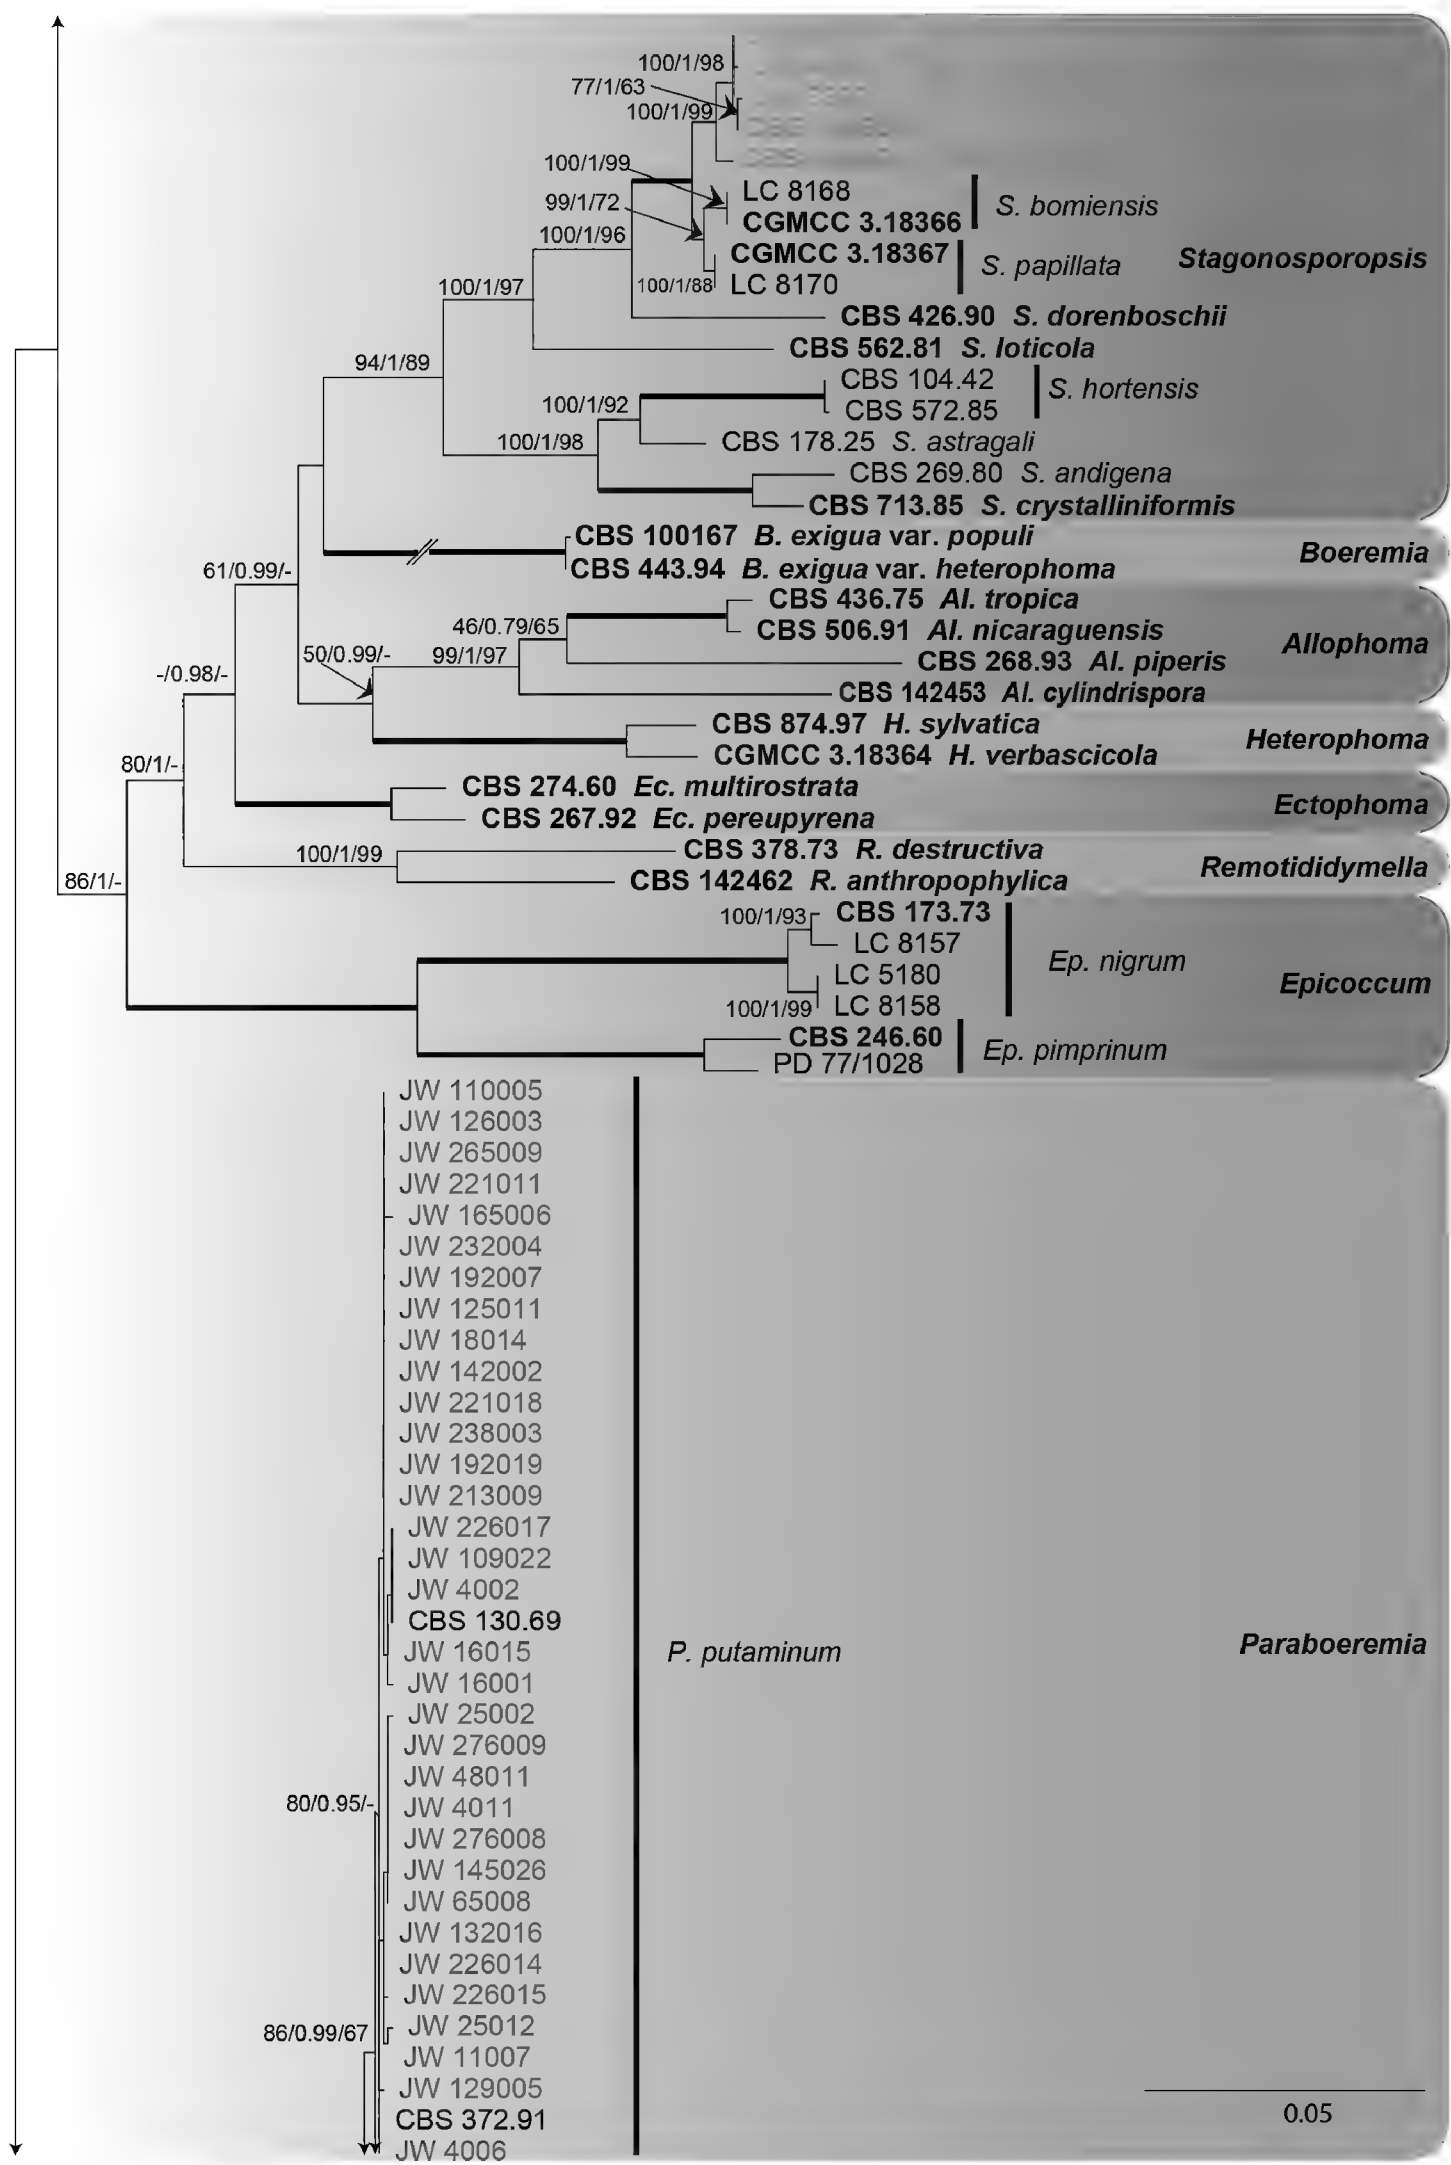 100/1/98
77/1/63
100/1/99
100/1/99
LC 8168
CGMCC 3.18366
S. bomiensis
99/1/72
100/1/96
CGMCC 3.18367
LC 8170
S. papillata
Stagonosporopsis
100/1/88
100/1/97
CBS 426.90 S. dorenboschii
CBS 562.81 S. loticola
94/1/89
CBS 104.42
CBS 572.85
S. hortensis
100/1/92
CBS 178.25 S. astragali
100/1/98
CBS 269.80 S. andigena
CBS 713.85 S. crystalliniformis
CBS 100167 B. exigua var. populi
Boeremia
CBS 443.94 B. exigua var. heterophoma
61/0.99/-
CBS 436.75 Al. tropica
46/0.79/65
CBS 506.91 Al. nicaraguensis
Allophoma
50/0.99/-
99/1/97
CBS 268.93 Al. piperis
-/0.98/-
CBS 142453 Al. cylindrispora
CBS 874.97 H. sylvatica
Heterophoma
CGMCC 3.18364 H. verbascicola
80/1/-
CBS 274.60 Ec. multirostrata
Ectophoma
CBS 267.92 Ec. pereupyrena
100/1/99
CBS 378.73 R. destructiva
Remotididymella
86/1/-
CBS 142462 R. anthropophylica
100/1/93
CBS 173.73
LC 8157
Ep. nigrum
LC 5180
Epicoccum
100/1/99
LC 8158
CBS 246.60
Ep. pimprinum
PD 77/1028
JW 110005
JW 126003
JW 265009
JW 221011
JW 165006
JW 232004
JW 192007
JW 125011
JW 18014
JW 142002
JW 221018
JW 238003
JW 192019
JW 213009
JW 226017
JW 109022
JW 4002
CBS 130.69
JW 16015
P. putaminum
Paraboeremia
JW 16001
JW 25002
JW 276009
JW 48011
80/0.95/-
JW 4011
JW 276008
JW 145026
JW 65008
JW 132016
JW 226014
JW 226015
86/0.99/67
JW 25012
JW 11007
JW 129005
0.05
CBS 372.91
JW 4006